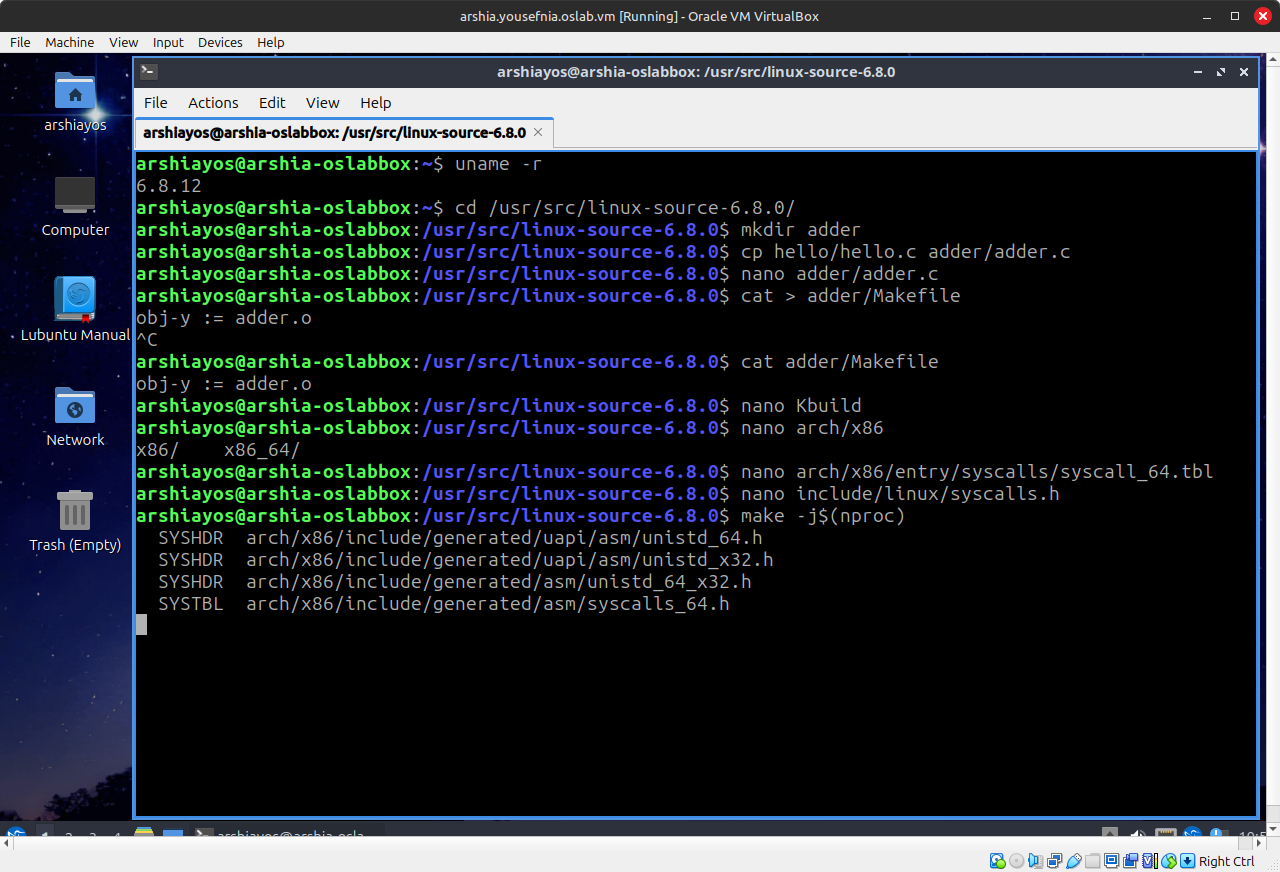 arshia.yousefnia.oslab.vm [Running] - Oracle VM VirtualBox
File Machine View Input Devices Help
arshiayos@arshia-oslabbox: /usr/src/linux-source-6.8.0
File Actions Edit View Help
arshiayos@arshia-oslabbox: /usr/src/linux-source-6.8.0
arshiayos
Computer
Lubuntu Manual
Network
Trash (Empty)
arshiayos@arshia-oslabbox:~$ uname -r
6.8.12
arshiayos@arshia-oslabbox:~$ cd /usr/src/linux-source-6.8.0/
arshiayos@arshia-oslabbox:/usr/src/linux-source-6.8.0$ mkdir adder
arshiayos@arshia-oslabbox:/usr/src/linux-source-6.8.0$ cp hello/hello.c adder/adder.c
arshiayos@arshia-oslabbox:/usr/src/linux-source-6.8.0$ nano adder/adder.c
arshiayos@arshia-oslabbox:/usr/src/linux-source-6.8.0$ cat > adder/Makefile
obj-y := adder.o
^C
arshiayos@arshia-oslabbox:/usr/src/linux-source-6.8.0$ cat adder/Makefile
obj-y := adder.o
arshiayos@arshia-oslabbox:/usr/src/linux-source-6.8.0$ nano Kbuild
arshiayos@arshia-oslabbox:/usr/src/linux-source-6.8.0$ nano arch/x86
x86/    x86_64/
arshiayos@arshia-oslabbox:/usr/src/linux-source-6.8.0$ nano arch/x86/entry/syscalls/syscall_64.tbl
arshiayos@arshia-oslabbox:/usr/src/linux-source-6.8.0$ nano include/linux/syscalls.h
arshiayos@arshia-oslabbox:/usr/src/linux-source-6.8.0$ make -j$(nproc)
  SYSHDR  arch/x86/include/generated/uapi/asm/unistd_64.h
  SYSHDR  arch/x86/include/generated/uapi/asm/unistd_x32.h
  SYSHDR  arch/x86/include/generated/asm/unistd_64_x32.h
  SYSTBL  arch/x86/include/generated/asm/syscalls_64.h
1 2 3 4 arshiayos@arshia-osla
Right Ctrl